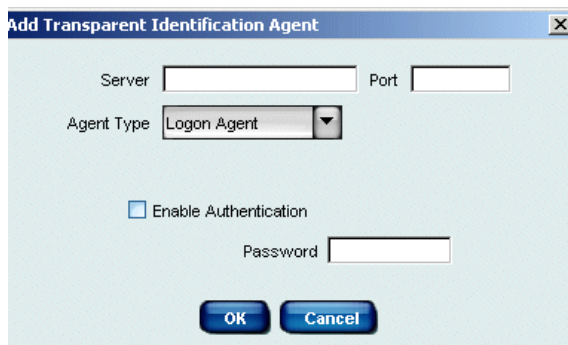 Add Transparent Identification Agent
Server Port
Agent Type Logon Agent
Enable Authentication
Password
OK Cancel